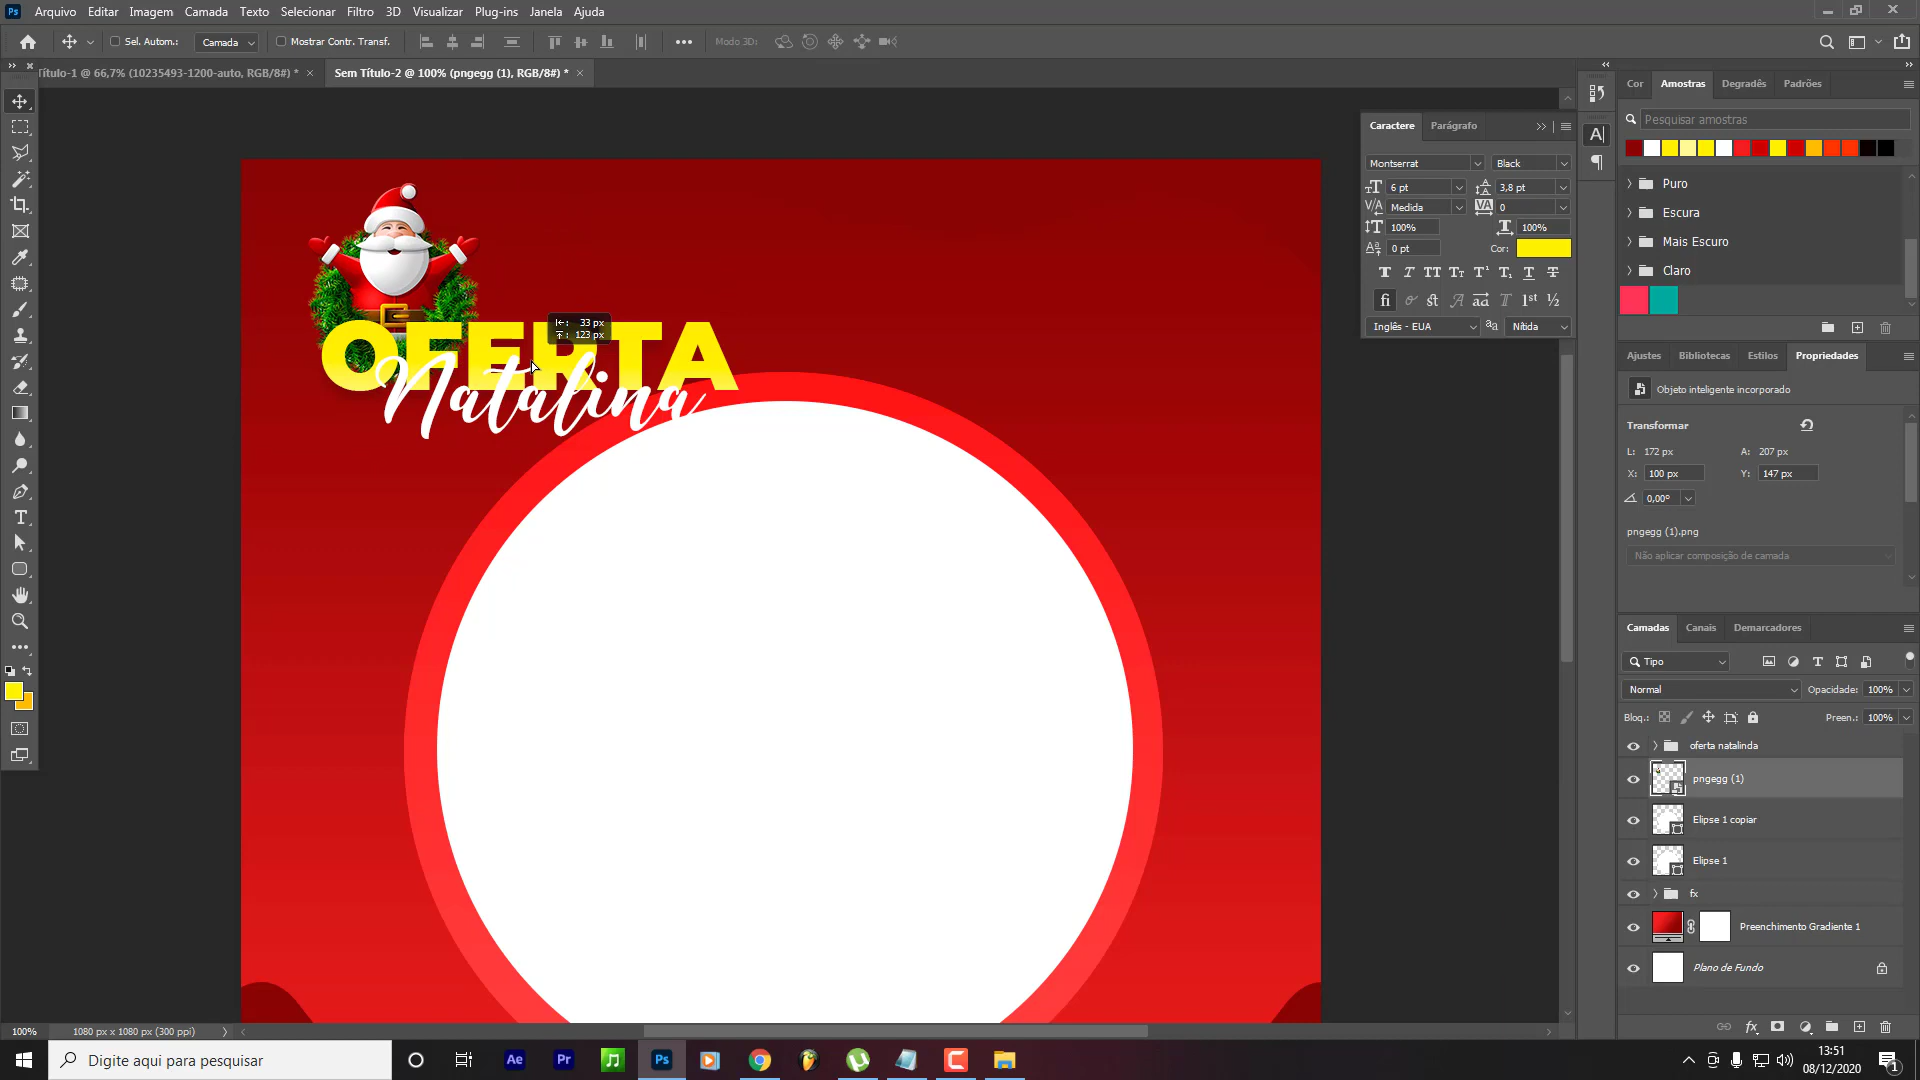 Ps Arquivo Editar Imagem Camada Texto Selecionar Filtro 3D Visualizar Plug-ins Janela Ajuda
Sel. Autom.: Camada Mostrar Contr. Transf. Modo 3D:
Título-1 @ 66,7% (10235493-1200-auto, RGB/8#) * Sem Título-2 @ 100% (pngegg (1), RGB/8#) *
Cor Amostras Degradês Padrões
Pesquisar amostras
Puro
Escura
Mais Escuro
Claro
Caractere Parágrafo
Montserrat Black
6 pt 3,8 pt
Medida 0
100% 100%
0 pt Cor:
Inglês - EUA Nítida
OFERTA
Natalina
33 px
123 px
Ajustes Bibliotecas Estilos Propriedades
Objeto inteligente incorporado
Transformar
L: 172 px A: 207 px
X: 100 px Y: 147 px
0,00°
pngegg (1).png
Não aplicar composição de camada
Camadas Canais Demarcadores
Tipo
Normal Opacidade: 100%
Bloq.: Preen.: 100%
oferta natalinda
pngegg (1)
Elipse 1 copiar
Elipse 1
fx
Preenchimento Gradiente 1
Plano de Fundo
100% 1080 px x 1080 px (300 ppi)
Digite aqui para pesquisar
Ae Pr Ps
13:51
08/12/2020
1